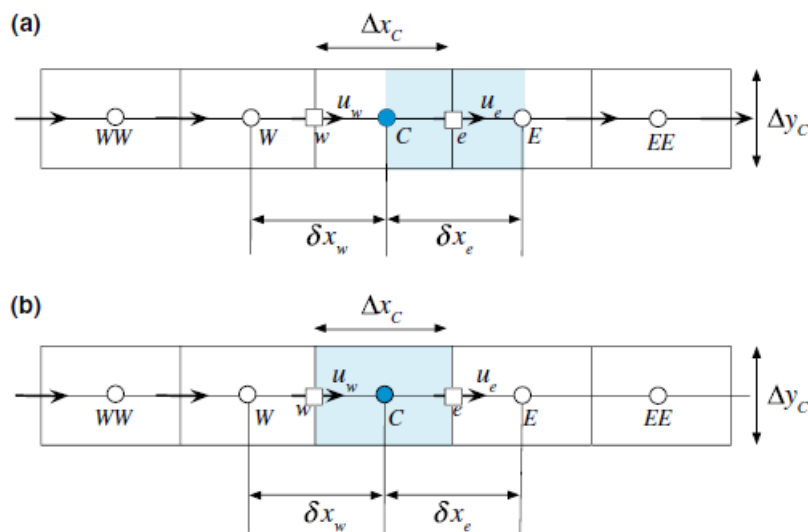 (a)
Δx_C
u_w u_e
WW W w C e E EE
Δy_C
δx_w δx_e
(b)
Δx_C
u_w u_e
WW W w C e E EE
Δy_C
δx_w δx_e